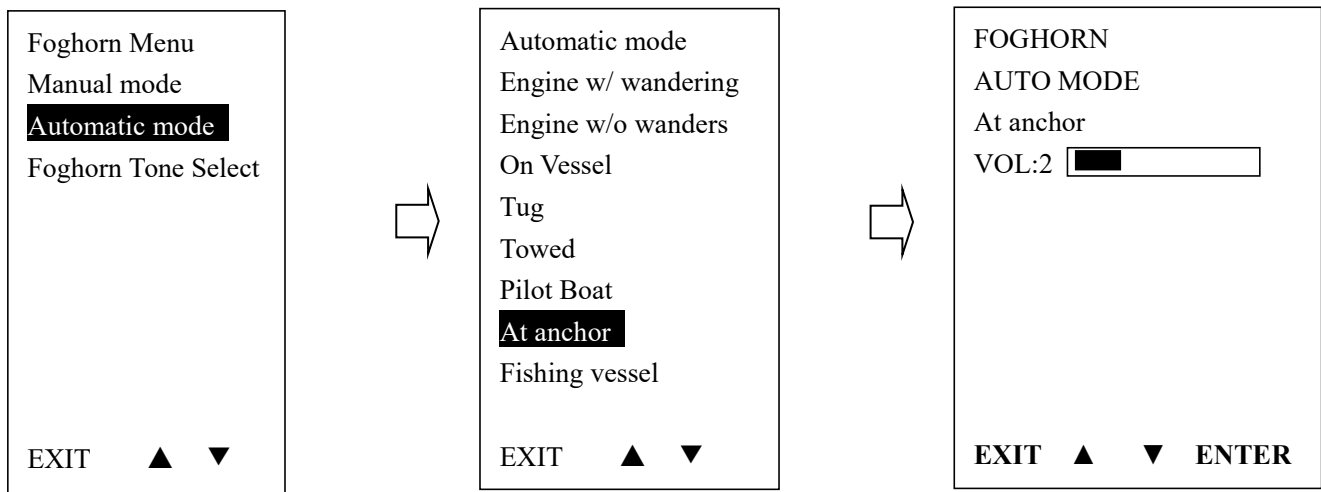 Foghorn Menu
Manual mode
Automatic mode
Foghorn Tone Select
EXIT ▲ ▼
Automatic mode
Engine w/ wandering
Engine w/o wanders
On Vessel
Tug
Towed
Pilot Boat
At anchor
Fishing vessel
EXIT ▲ ▼
FOGHORN
AUTO MODE
At anchor
VOL:2
EXIT ▲ ▼ ENTER